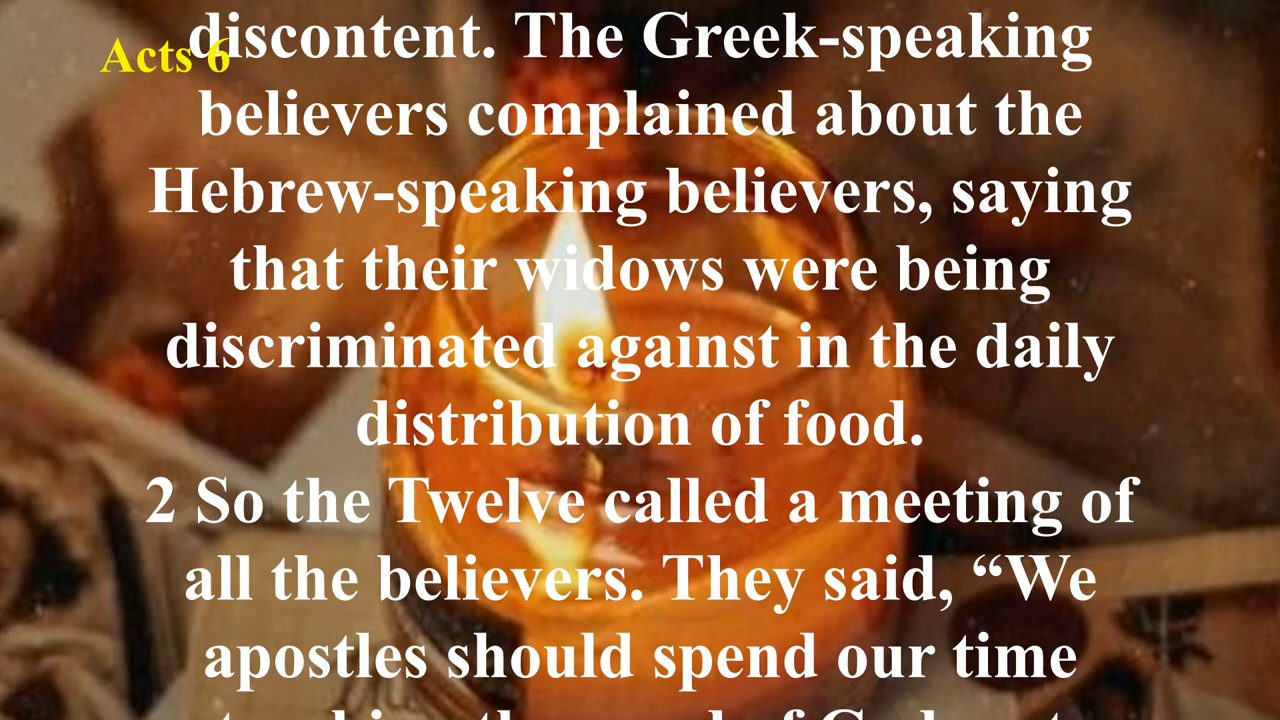 Acts 6
discontent. The Greek-speaking
believers complained about the
Hebrew-speaking believers, saying
that their widows were being
discriminated against in the daily
distribution of food.
2 So the Twelve called a meeting of
all the believers. They said, “We
apostles should spend our time